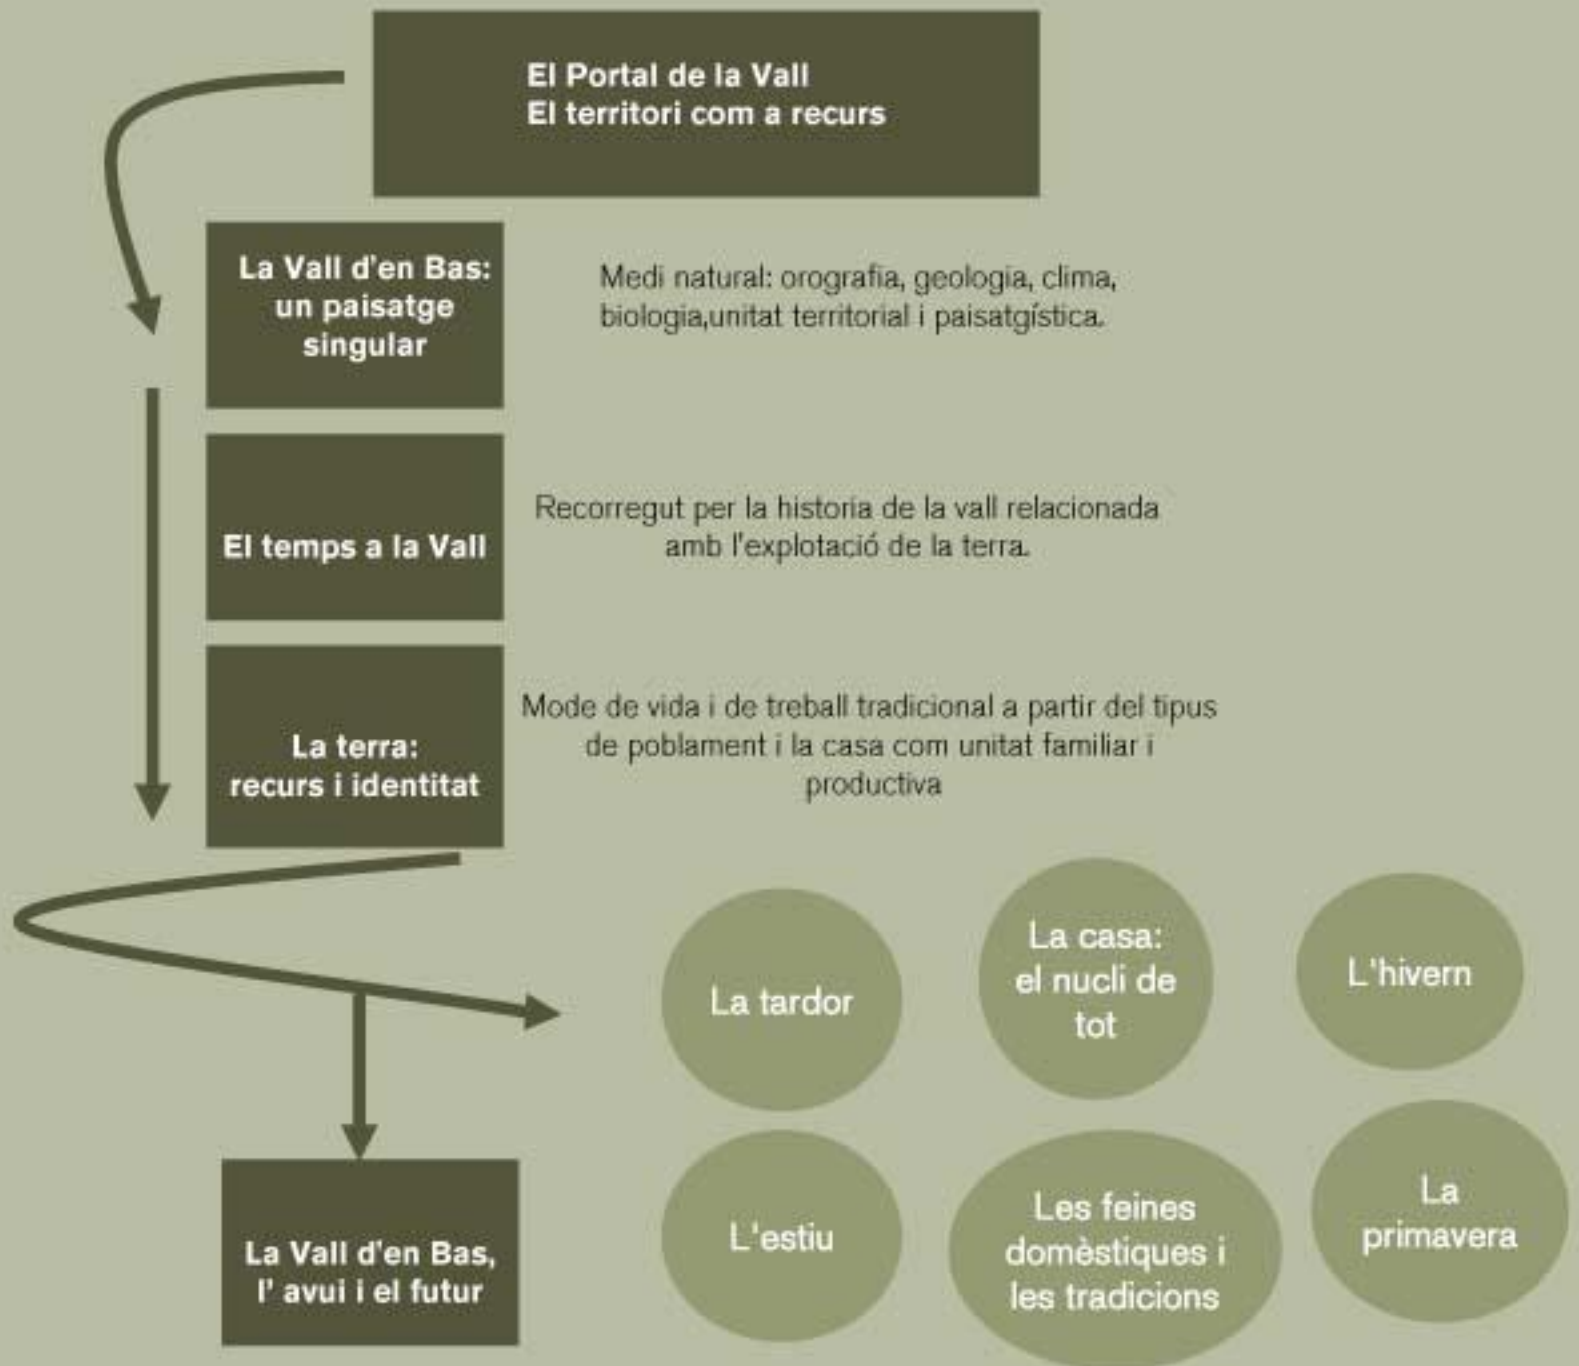 El Portal de la Vall
El territori com a recurs
La Vall d'en Bas:
un paisatge
singular
Medi natural: orografia, geologia, clima,
biologia,unitat territorial i paisatgística.
El temps a la Vall
Recorregut per la historia de la vall relacionada
amb l'explotació de la terra.
La terra:
recurs i identitat
Mode de vida i de treball tradicional a partir del tipus
de poblament i la casa com unitat familiar i
productiva
La tardor
La casa:
el nucli de
tot
L'hivern
L'estiu
Les feines
domèstiques i
les tradicions
La
primavera
La Vall d'en Bas,
l' avui i el futur